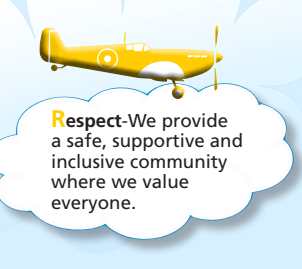 Respect-We provide
a safe, supportive and
inclusive community
where we value
everyone.